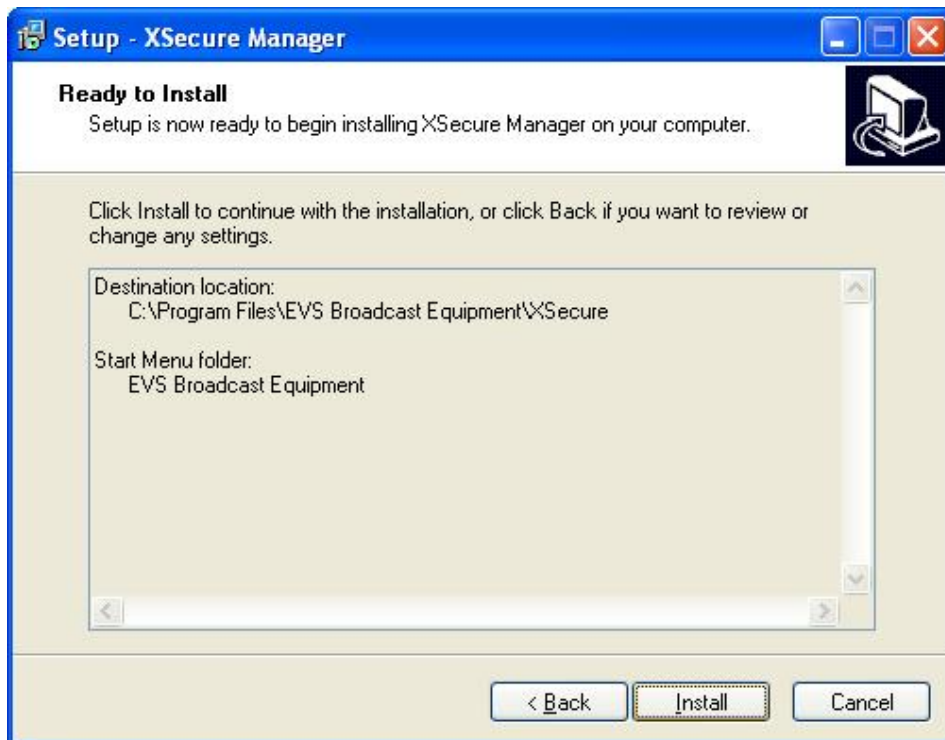 Setup - XSecure Manager
Ready to Install
Setup is now ready to begin installing XSecure Manager on your computer.
Click Install to continue with the installation, or click Back if you want to review or
change any settings.
Destination location:
C:\Program Files\EVS Broadcast Equipment\XSecure
Start Menu folder:
EVS Broadcast Equipment
< Back
Install
Cancel